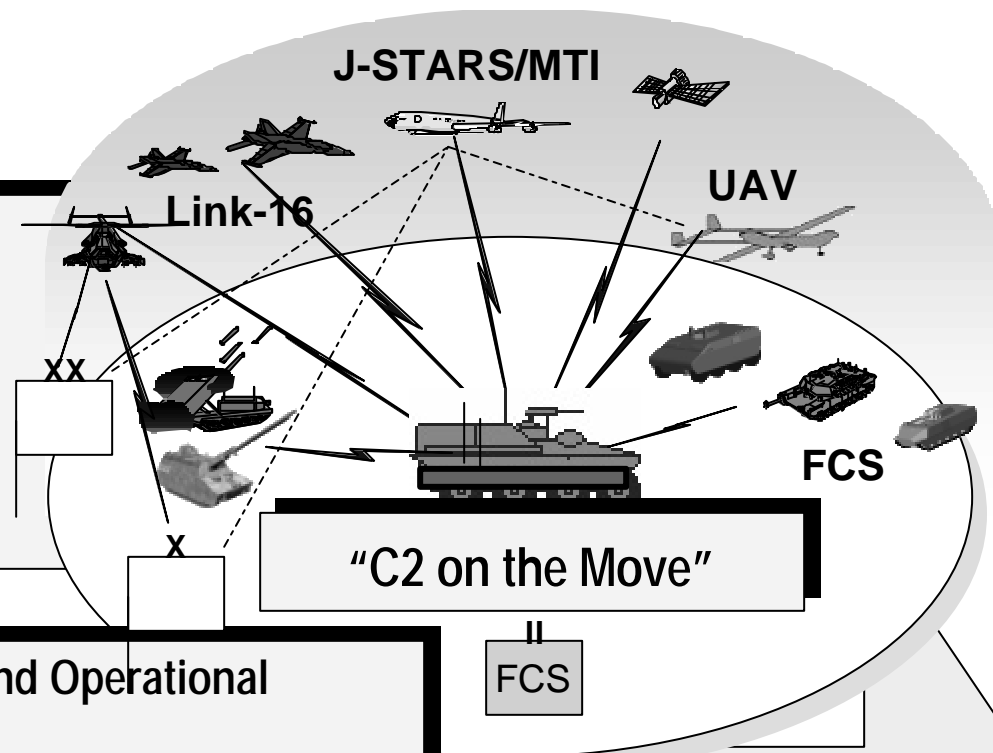 J-STARS/MTI
UAV
Link-16
XX
FCS
X
“C2 on the Move”
II
FCS
nd Operational